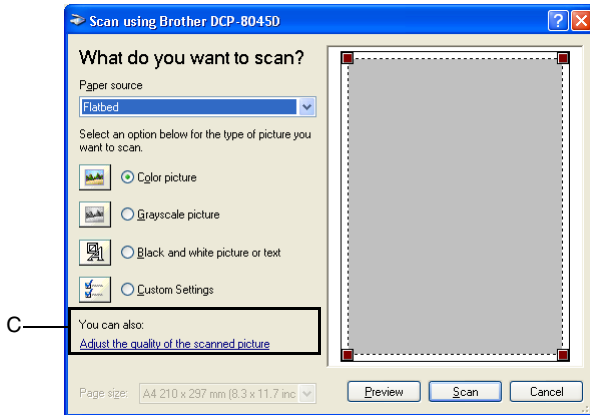 Scan using Brother DCP-8045D
What do you want to scan?
Paper source
Flatbed
Select an option below for the type of picture you
want to scan.
Color picture
Grayscale picture
Black and white picture or text
Custom Settings
C
You can also:
Adjust the quality of the scanned picture
Page size: A4 210 x 297 mm (8.3 x 11.7 inc
Preview Scan Cancel